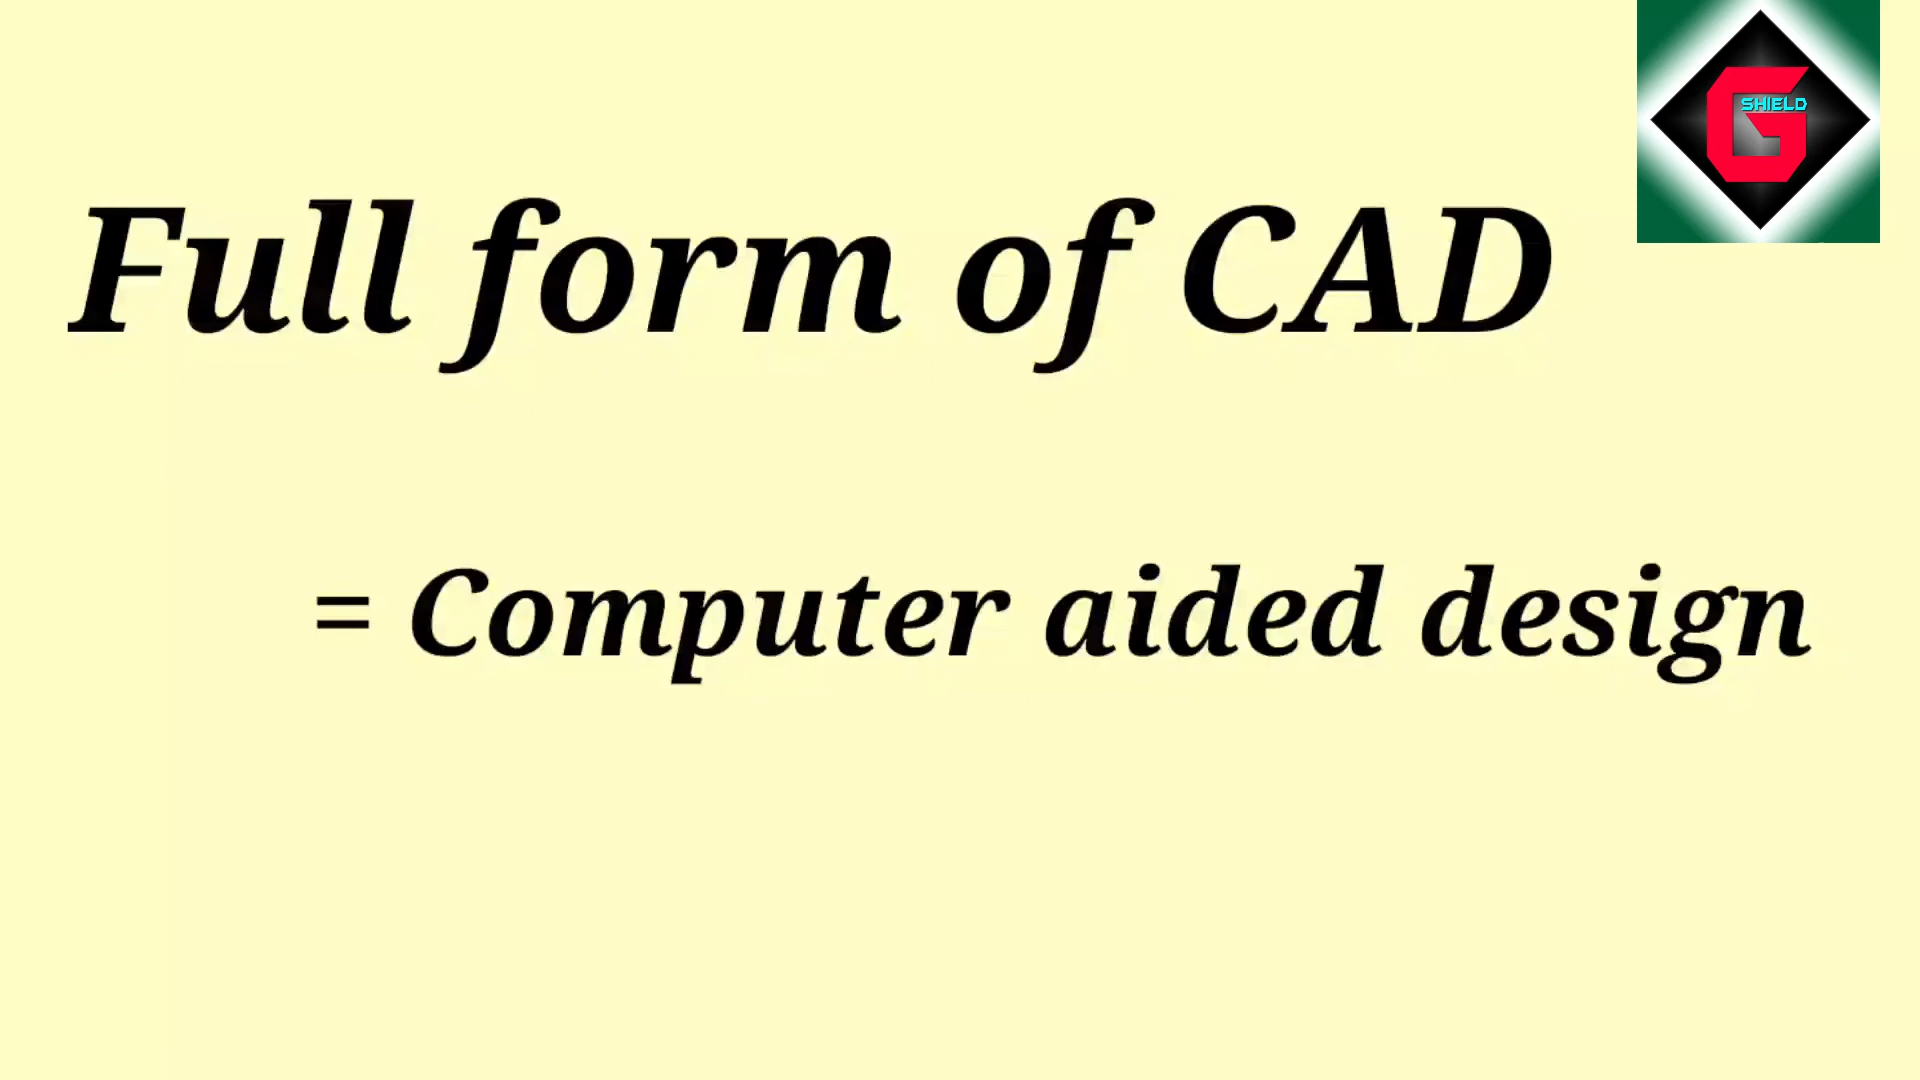 G
SHIELD
Full form of CAD
= Computer aided design